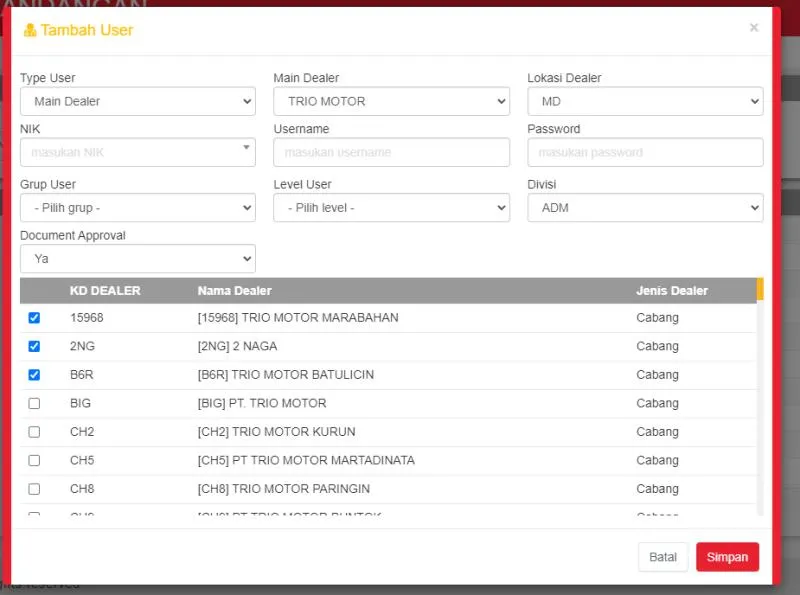 Tambah User
×
Type User Main Dealer Lokasi Dealer
Main Dealer TRIO MOTOR MD
NIK Username Password
masukan NIK masukan username masukan password
Grup User Level User Divisi
- Pilih grup - - Pilih level - ADM
Document Approval
Ya
KD DEALER Nama Dealer Jenis Dealer
15968 [15968] TRIO MOTOR MARABAHAN Cabang
2NG [2NG] 2 NAGA Cabang
B6R [B6R] TRIO MOTOR BATULICIN Cabang
BIG [BIG] PT. TRIO MOTOR Cabang
CH2 [CH2] TRIO MOTOR KURUN Cabang
CH5 [CH5] PT TRIO MOTOR MARTADINATA Cabang
CH8 [CH8] TRIO MOTOR PARINGIN Cabang
Batal Simpan